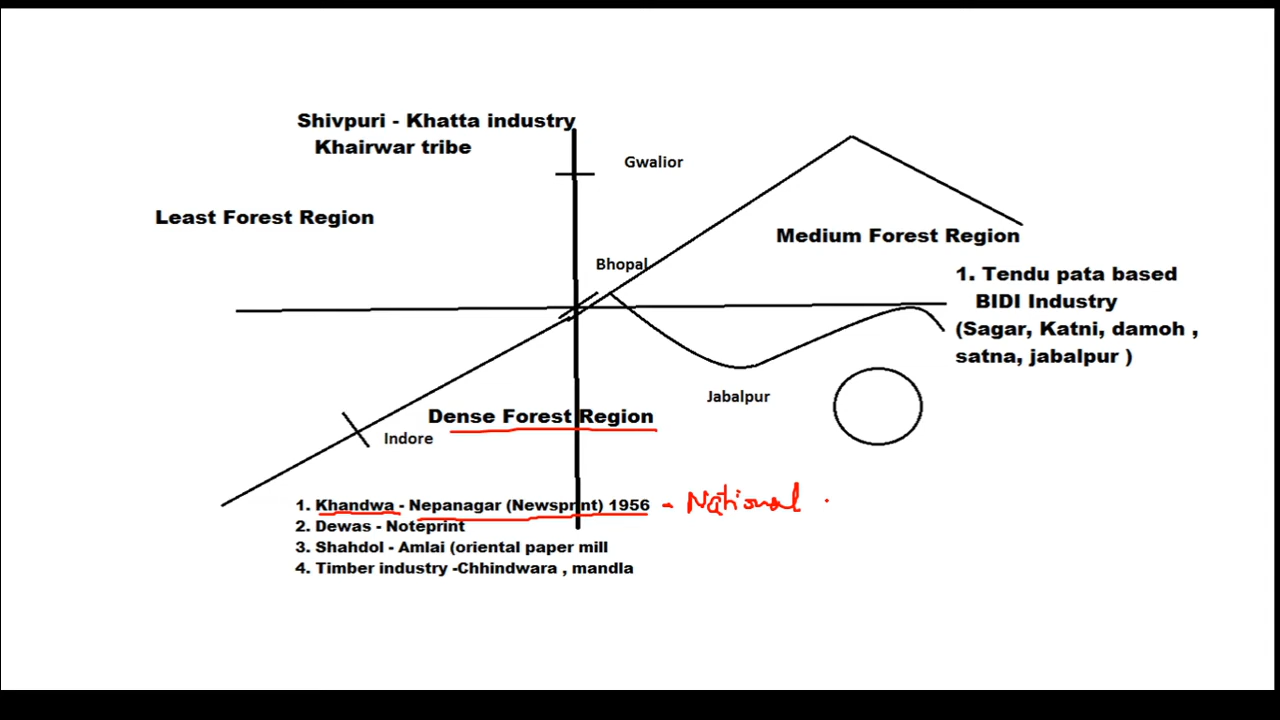 Shivpuri - Khatta industry
Khairwar tribe
Gwalior
Least Forest Region
Medium Forest Region
Bhopal
1. Tendu pata based
BIDI Industry
(Sagar, Katni, damoh ,
satna, jabalpur )
Jabalpur
Dense Forest Region
Indore
1. Khandwa - Nepanagar (Newsprint) 1956 - National
2. Dewas - Noteprint
3. Shahdol - Amlai (oriental paper mill
4. Timber industry -Chhindwara , mandla